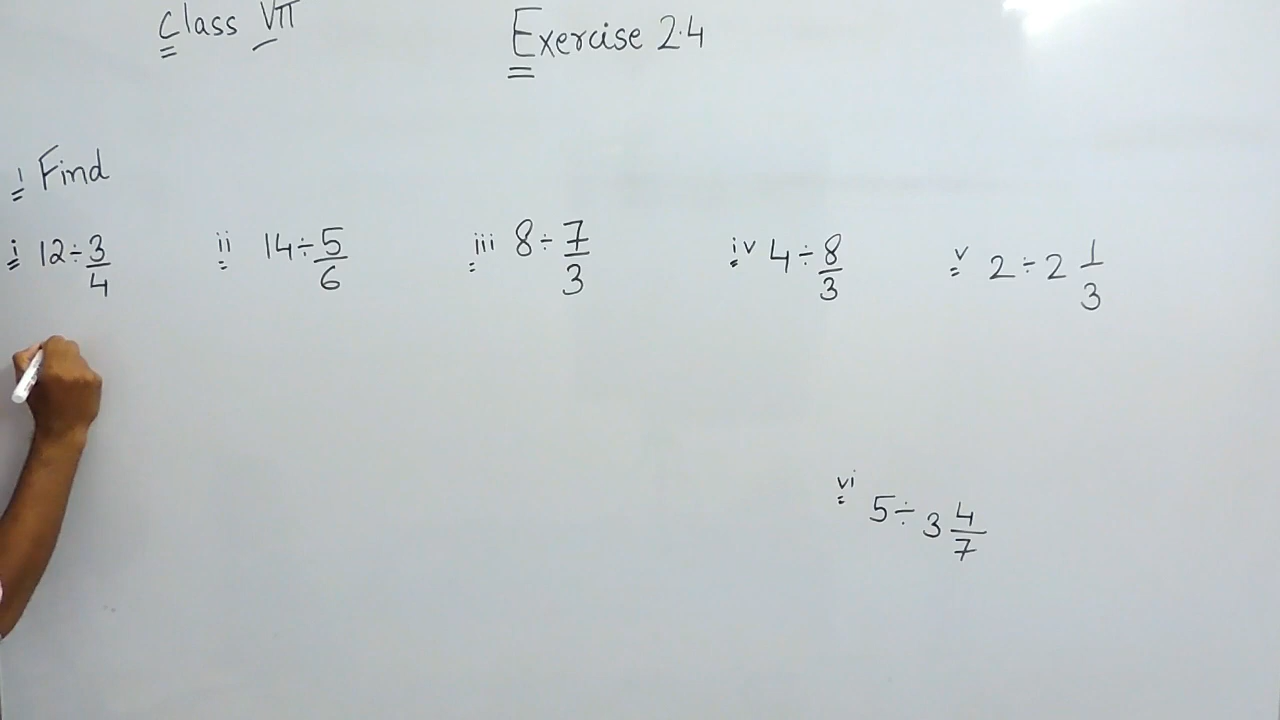 Class VII
Exercise 2.4
1 Find
i 12 ÷ 3/4
ii 14 ÷ 5/6
iii 8 ÷ 7/3
iv 4 ÷ 8/3
v 2 ÷ 2 1/3
vi 5 ÷ 3 4/7